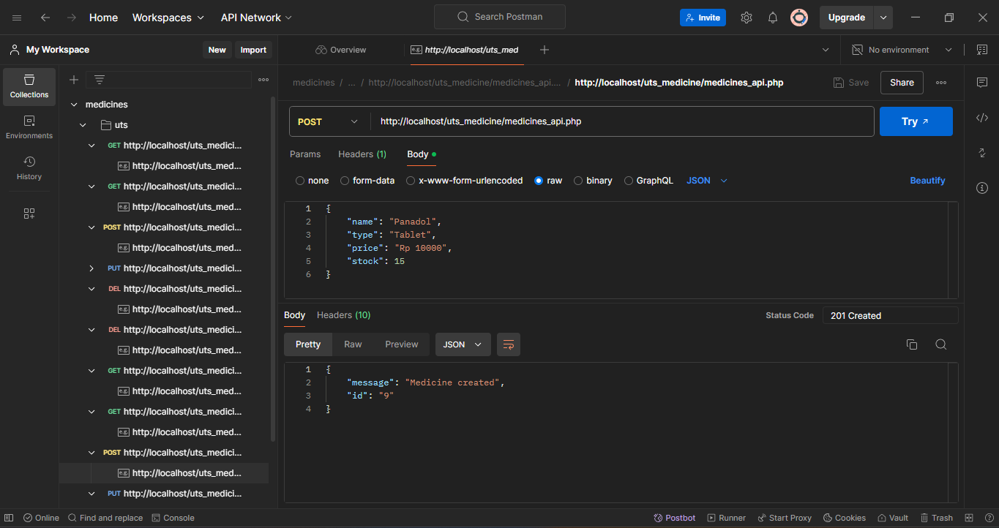 Home Workspaces API Network Search Postman Invite Upgrade
My Workspace New Import Overview e.g. http://localhost/uts_med No environment
Collections
Environments
History
medicines
uts
GET http://localhost/uts_medici...
e.g. http://localhost/uts_med...
GET http://localhost/uts_medici...
e.g. http://localhost/uts_med...
POST http://localhost/uts_medici...
e.g. http://localhost/uts_med...
PUT http://localhost/uts_medici...
DEL http://localhost/uts_medici...
e.g. http://localhost/uts_med...
DEL http://localhost/uts_medici...
e.g. http://localhost/uts_med...
GET http://localhost/uts_medici...
e.g. http://localhost/uts_med...
GET http://localhost/uts_medici...
e.g. http://localhost/uts_med...
POST http://localhost/uts_medici...
e.g. http://localhost/uts_med...
PUT http://localhost/uts_medici...
medicines / ... / http://localhost/uts_medicine/medicines_api.... / http://localhost/uts_medicine/medicines_api.php Save Share
POST http://localhost/uts_medicine/medicines_api.php Try
Params Headers (1) Body
none form-data x-www-form-urlencoded raw binary GraphQL JSON Beautify
1 {
2 "name": "Panadol",
3 "type": "Tablet",
4 "price": "Rp 10000",
5 "stock": 15
6 }
Body Headers (10) Status Code 201 Created
Pretty Raw Preview JSON
1 {
2 "message": "Medicine created",
3 "id": "9"
4 }
Online Find and replace Console Postbot Runner Start Proxy Cookies Vault Trash